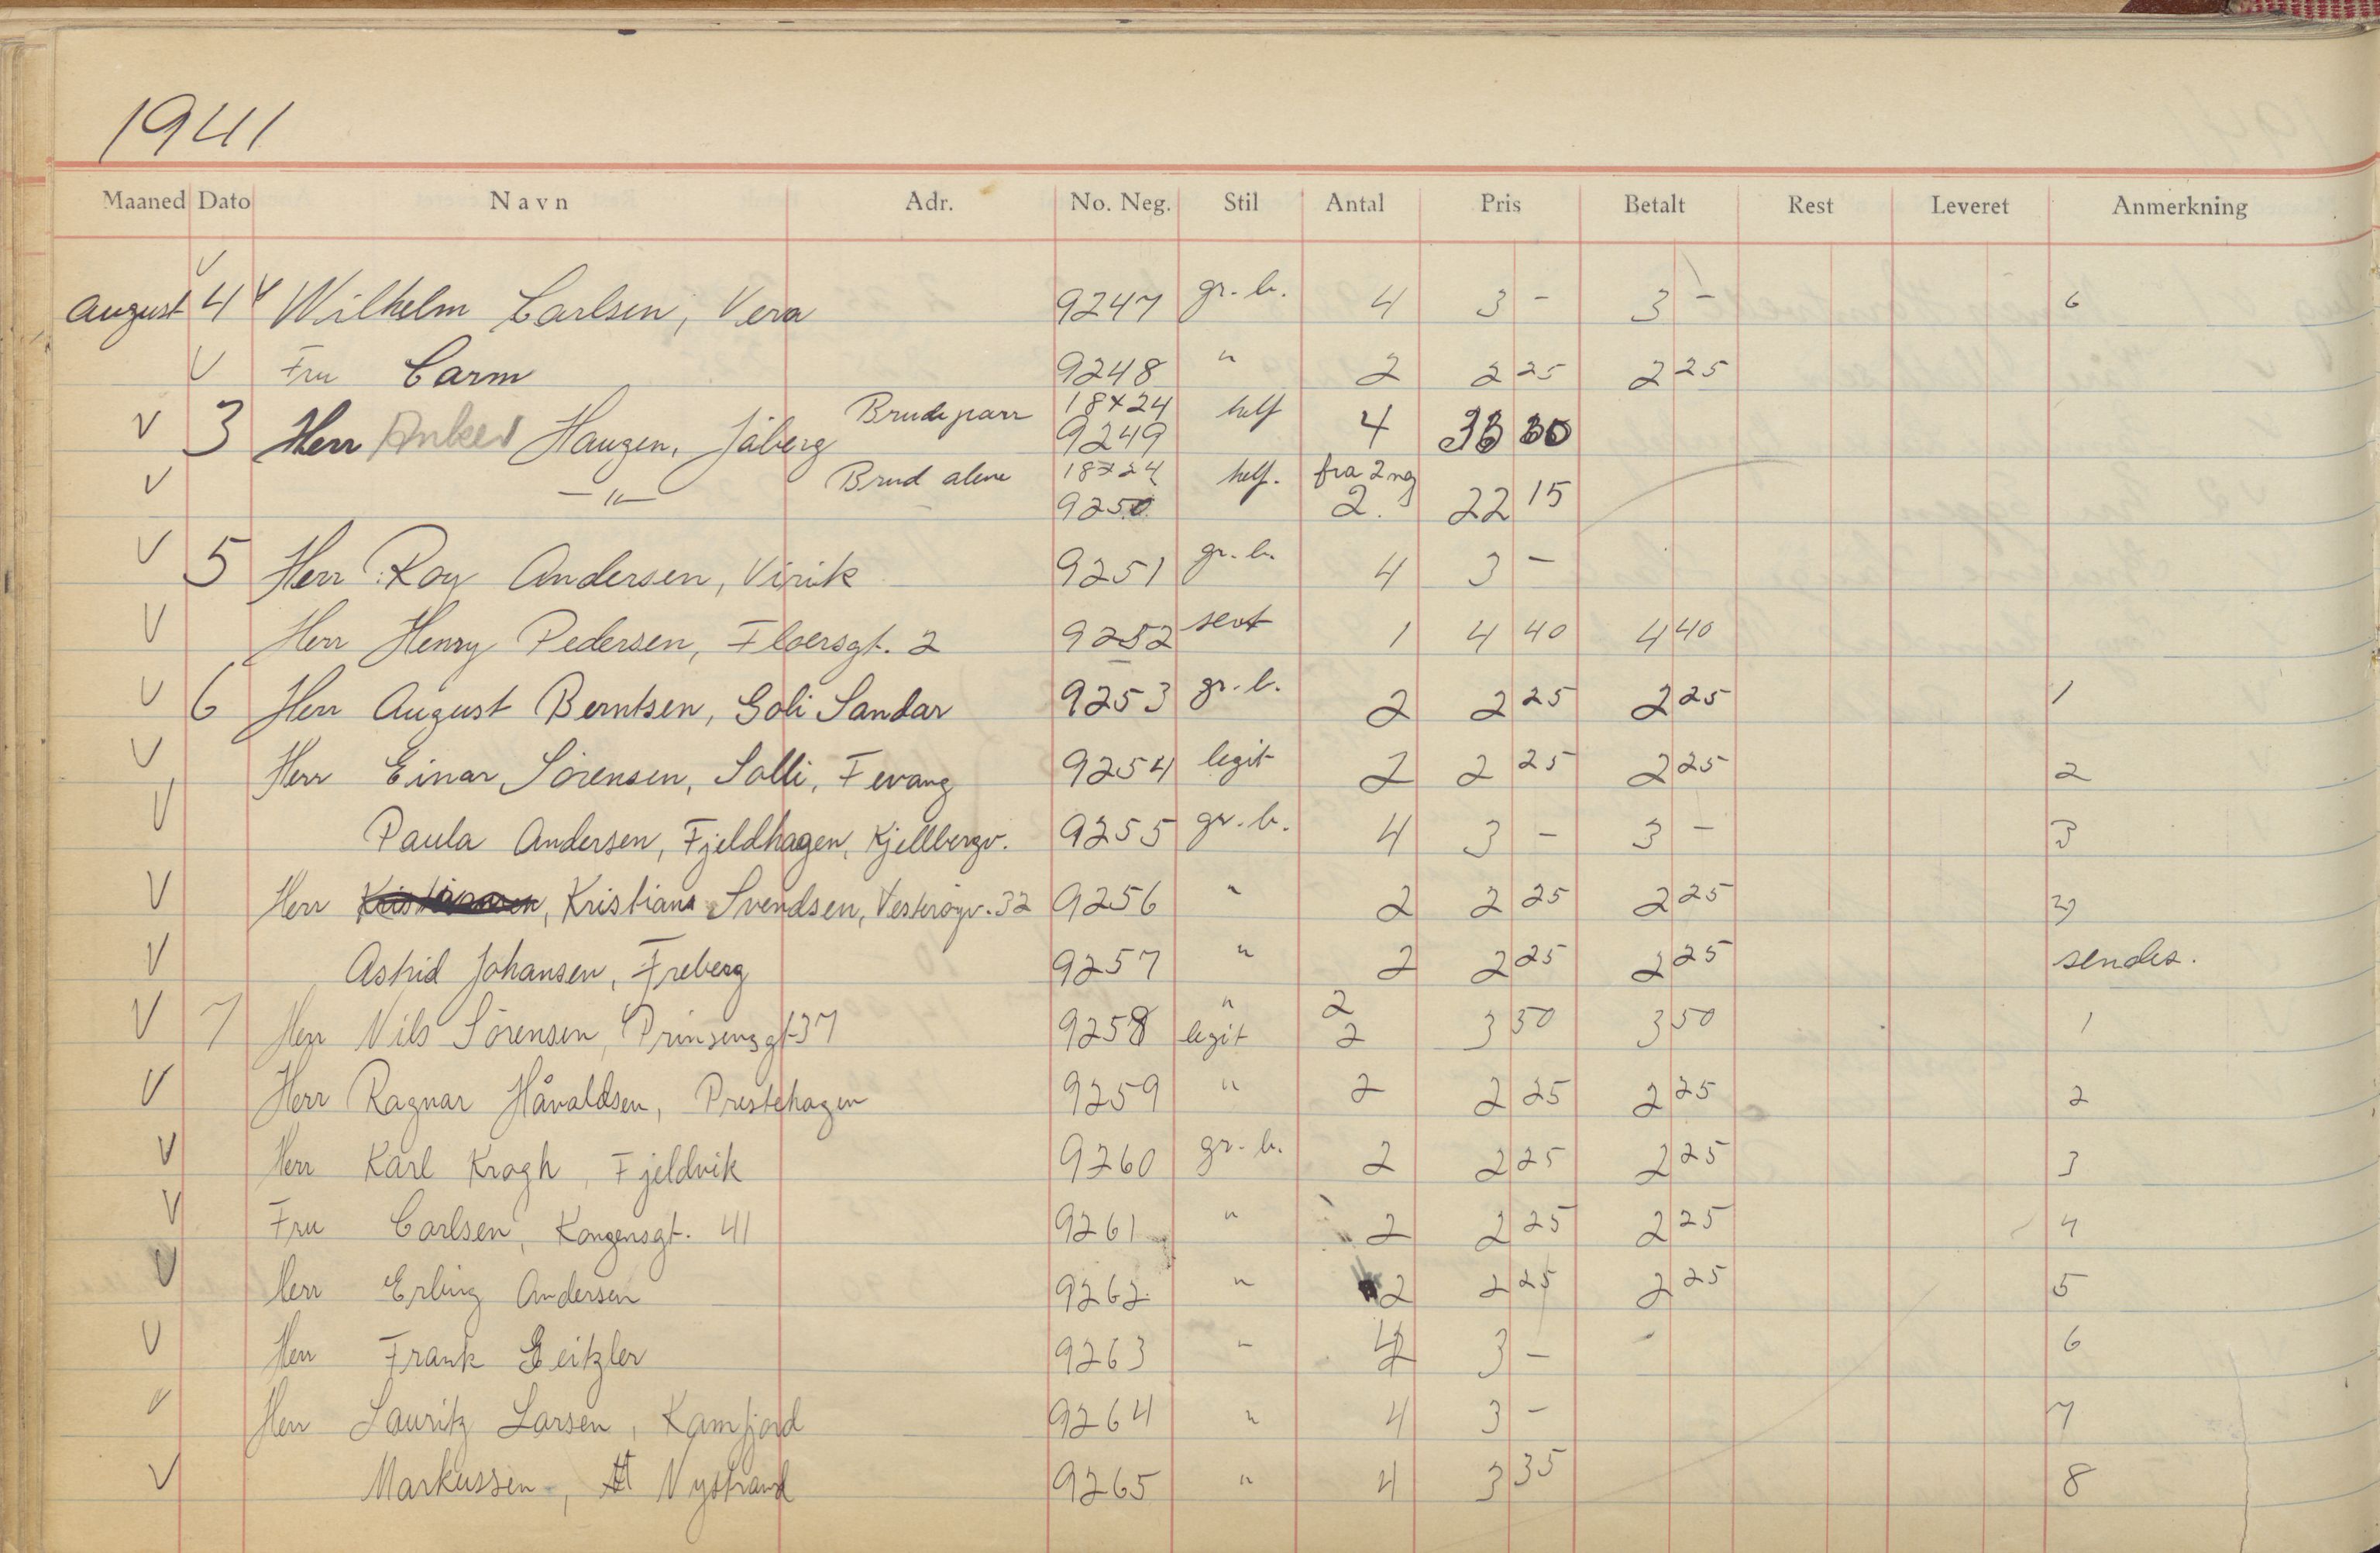 1941
Maaned Dato Navn Adr. No. Neg. Stil Antal Pris Betalt Rest Leveret Anmerkning
August 4 V Wilhelm Carlsen, Vera 9247 gr. b. 4 3 - 3 - 6
V Fru Carm 9248 " 2 2 25 2 25
V 3 Herr Anker Haugen, Jåberg Brudeparr 18x24 9249 helf 4 30
V -"- Brud alene 18x24 9250 helf. fra 2 ng 2. 22 15
V 5 Herr Roy Andersen, Virik 9251 gr. b. 4 3 -
V Herr Henry Pedersen, Floersgt. 2 9252 1 4 40 4 40
V 6 Herr August Berntsen, Goli Sandar 9253 gr. b. 2 2 25 2 25 1
V Herr Einar Sörensen, Solli, Fevang 9254 legit 2 2 25 2 25 2
V Paula Andersen, Fjeldhagen, Kjellbergv. 9255 gr. b. 4 3 - 3 - 3
V Herr Kristiansen, Kristians Svendsen, Vesteröyv. 32 9256 " 2 2 25 2 25
V Astrid Johansen, Freberg 9257 " 2 2 25 2 25 sendes.
V 7 Herr Nils Sörensen, Prinsensgt 37 9258 " legit 2 2 3 50 3 50 1
V Herr Ragnar Håvaldsen, Prestehagen 9259 " 2 2 25 2 25 2
V Herr Karl Krogh, Fjeldvik 9260 gr. b. 2 2 25 2 25 3
V Fru Carlsen, Kongensgt. 41 9261 " 2 2 25 2 25 4
V Herr Erling Andersen 9262 " 2 2 25 2 25 5
V Herr Frank Geitzler 9263 " 4 3 - 6
V Herr Lauritz Larsen, Kamfjord 9264 " 4 3 - 7
V Markussen, Nystrand 9265 " 4 3 35 8